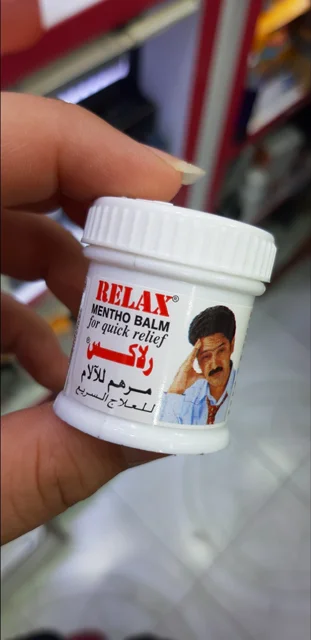 RELAX®
MENTHO BALM
for quick relief
رلاكس®
مرهم للآلام
للعلاج السريع